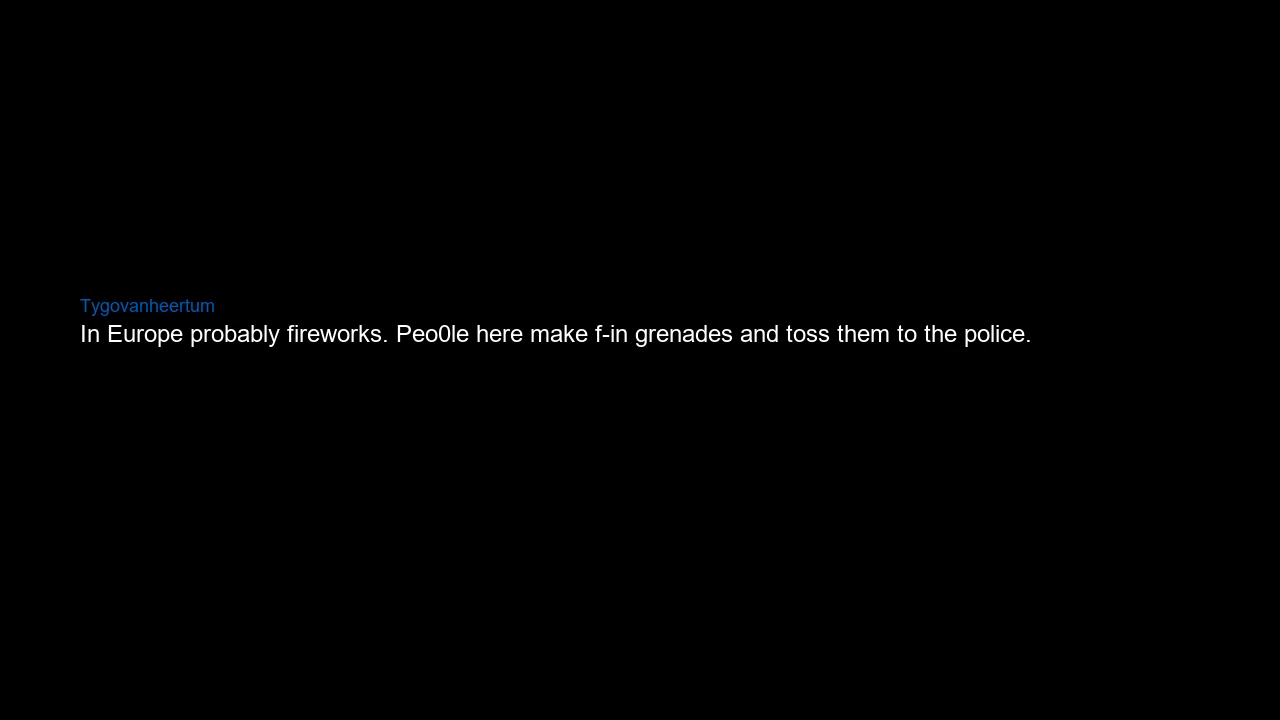 Tygovanheertum
In Europe probably fireworks. Peo0le here make f-in grenades and toss them to the police.